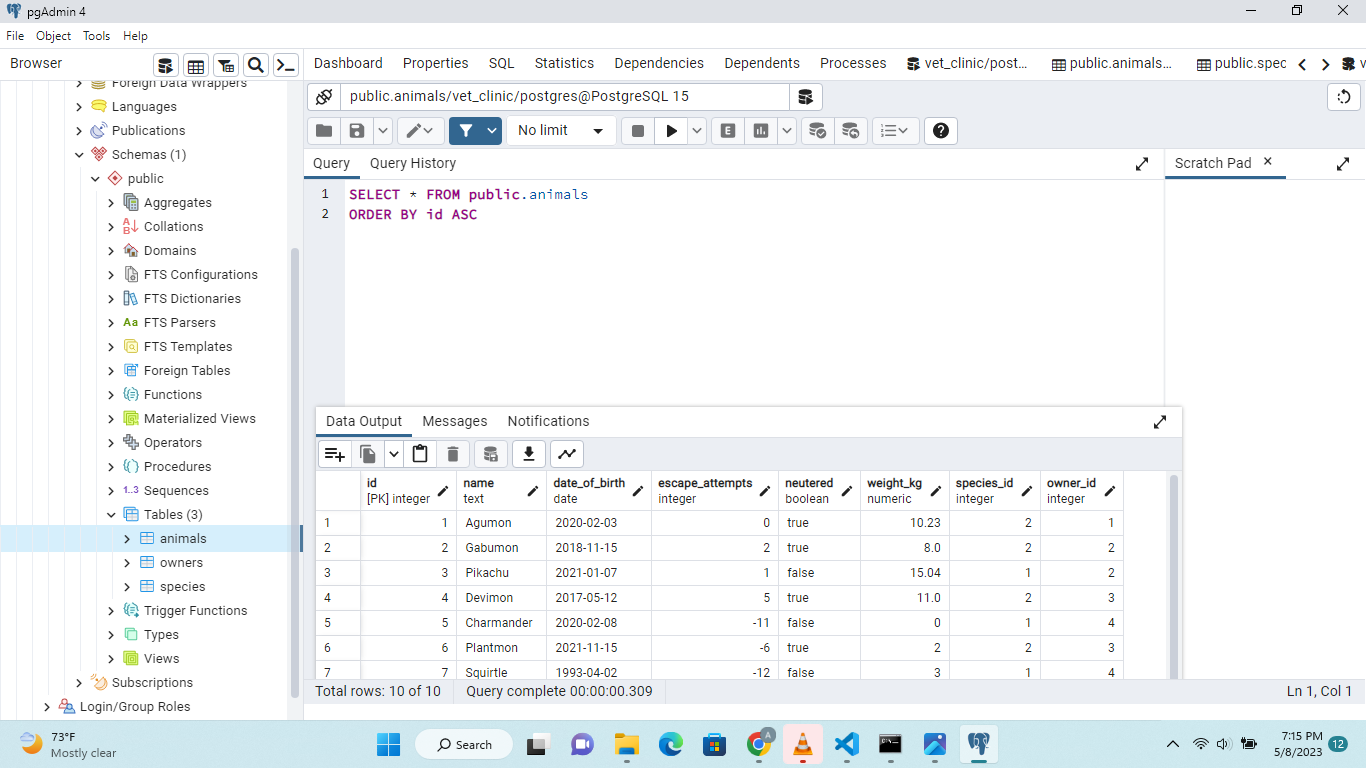 pgAdmin 4
File Object Tools Help
Browser
Dashboard Properties SQL Statistics Dependencies Dependents Processes vet_clinic/post... public.animals... public.spec
public.animals/vet_clinic/postgres@PostgreSQL 15
No limit
E
Query Query History
Scratch Pad
1 SELECT * FROM public.animals
2 ORDER BY id ASC
Foreign Data Wrappers
Languages
Publications
Schemas (1)
public
Aggregates
Collations
Domains
FTS Configurations
FTS Dictionaries
Aa FTS Parsers
FTS Templates
Foreign Tables
Functions
Materialized Views
Operators
Procedures
1..3 Sequences
Tables (3)
animals
owners
species
Trigger Functions
Types
Views
Subscriptions
Login/Group Roles
Data Output Messages Notifications
id name date_of_birth escape_attempts neutered weight_kg species_id owner_id
[PK] integer text date integer boolean numeric integer integer
1 1 Agumon 2020-02-03 0 true 10.23 2 1
2 2 Gabumon 2018-11-15 2 true 8.0 2 2
3 3 Pikachu 2021-01-07 1 false 15.04 1 2
4 4 Devimon 2017-05-12 5 true 11.0 2 3
5 5 Charmander 2020-02-08 -11 false 0 1 4
6 6 Plantmon 2021-11-15 -6 true 2 2 3
7 7 Squirtle 1993-04-02 -12 false 3 1 4
Total rows: 10 of 10 Query complete 00:00:00.309 Ln 1, Col 1
73°F
Mostly clear
Search
A
7:15 PM
5/8/2023
12